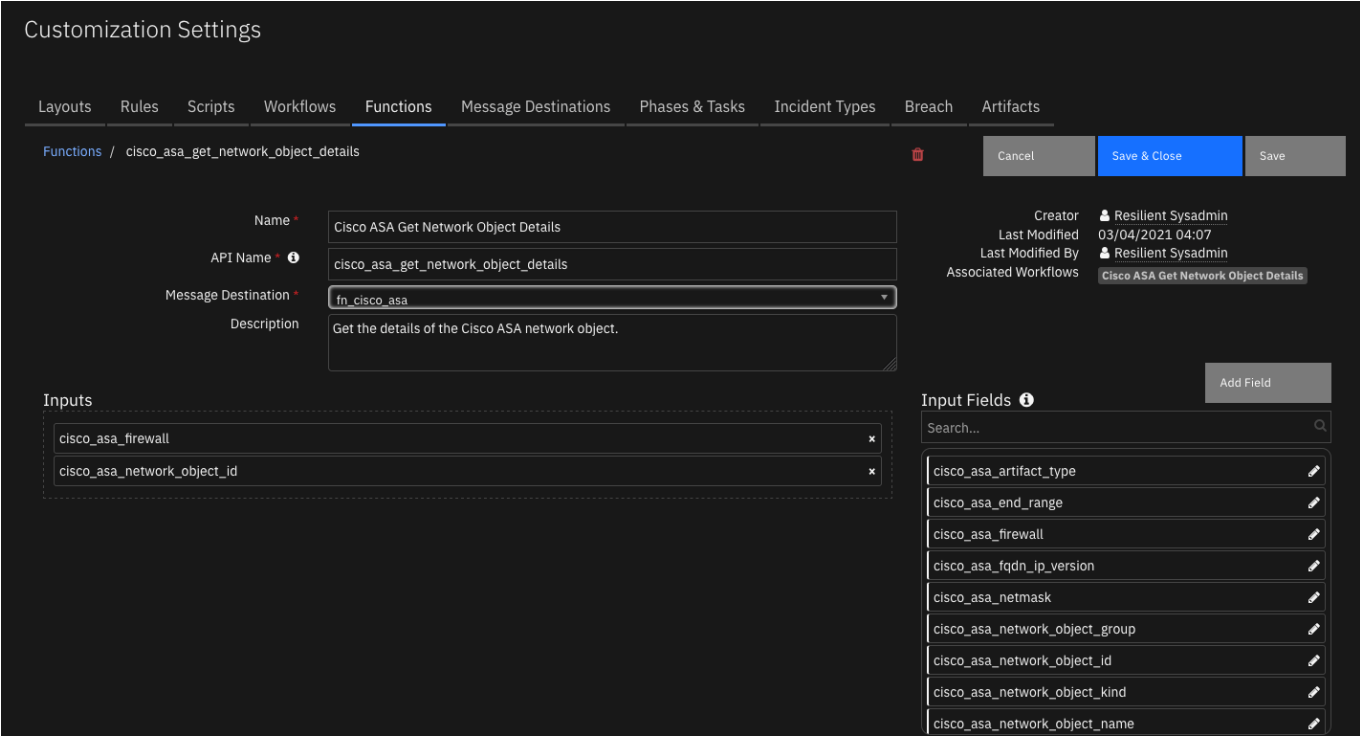 Customization Settings
Layouts Rules Scripts Workflows Functions Message Destinations Phases & Tasks Incident Types Breach Artifacts
Functions / cisco_asa_get_network_object_details
Cancel Save & Close Save
Name * Cisco ASA Get Network Object Details
API Name * cisco_asa_get_network_object_details
Message Destination * fn_cisco_asa
Description Get the details of the Cisco ASA network object.
Creator Resilient Sysadmin
Last Modified 03/04/2021 04:07
Last Modified By Resilient Sysadmin
Associated Workflows Cisco ASA Get Network Object Details
Inputs
cisco_asa_firewall ×
cisco_asa_network_object_id ×
Add Field
Input Fields
Search...
cisco_asa_artifact_type
cisco_asa_end_range
cisco_asa_firewall
cisco_asa_fqdn_ip_version
cisco_asa_netmask
cisco_asa_network_object_group
cisco_asa_network_object_id
cisco_asa_network_object_kind
cisco_asa_network_object_name